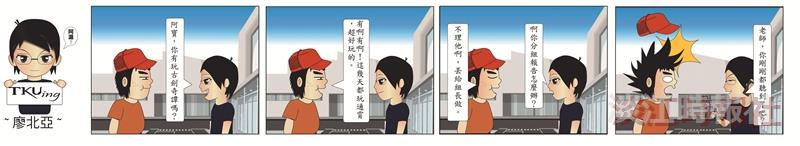 TKUing
~廖北亞~
阿寶，你有玩古劍奇譚嗎？
有啊有啊！這幾天都玩通宵
，超好玩的。
啊你分組報告怎麼辦？
不理他啊，丟給組長做。
老師，你剛剛都聽到了吧？
淡江時報社